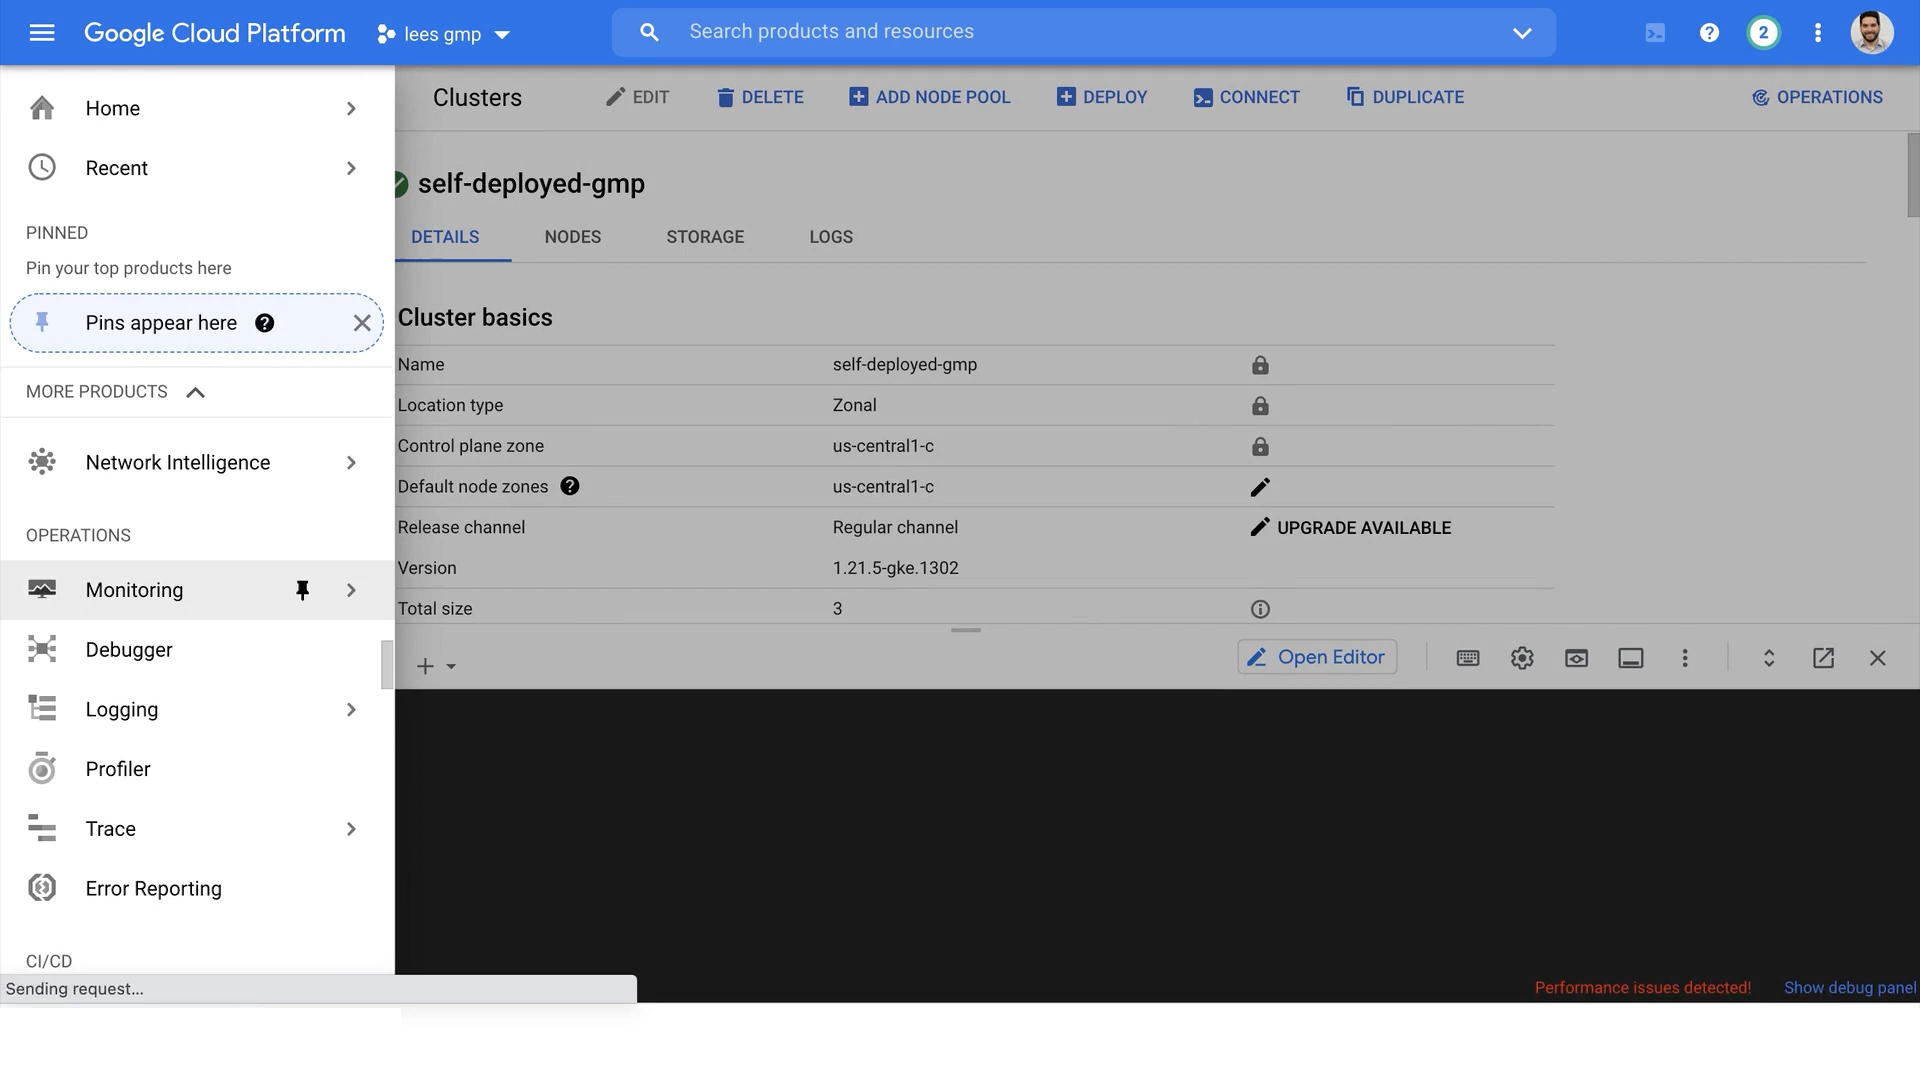 Google Cloud Platform
lees gmp
Search products and resources
2
Home
Recent
PINNED
Pin your top products here
Pins appear here
MORE PRODUCTS
Network Intelligence
OPERATIONS
Monitoring
Debugger
Logging
Profiler
Trace
Error Reporting
CI/CD
Sending request...
Clusters
EDIT
DELETE
ADD NODE POOL
DEPLOY
CONNECT
DUPLICATE
OPERATIONS
self-deployed-gmp
DETAILS NODES STORAGE LOGS
Cluster basics
Name self-deployed-gmp
Location type Zonal
Control plane zone us-central1-c
Default node zones us-central1-c
Release channel Regular channel UPGRADE AVAILABLE
Version 1.21.5-gke.1302
Total size 3
Open Editor
Performance issues detected! Show debug panel